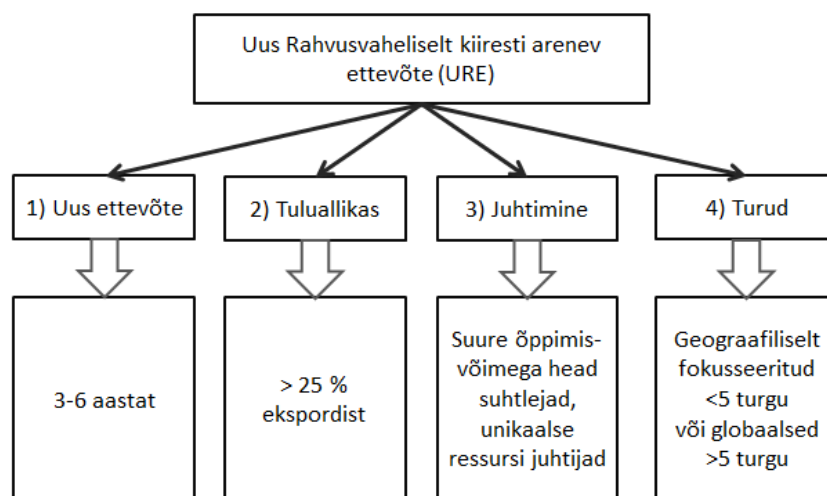 Uus Rahvusvaheliselt kiiresti arenev
ettevõte (URE)
1) Uus ettevõte
2) Tuluallikas
3) Juhtimine
4) Turud
3-6 aastat
> 25 %
ekspordist
Suure õppimis-
võimega head
suhtlejad,
unikaalse
ressursi juhtijad
Geograafiliselt
fokusseeritud
<5 turgu
või globaalsed
>5 turgu